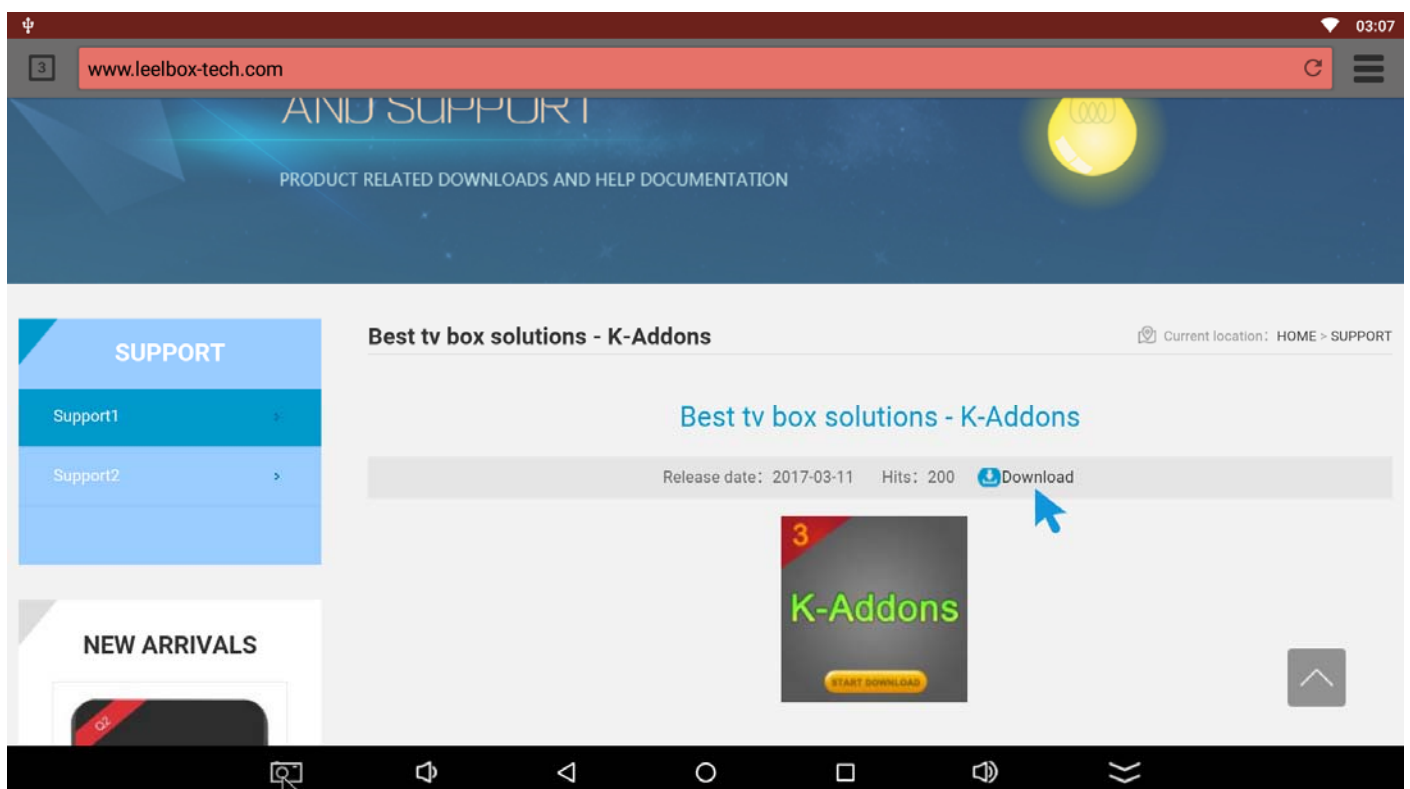 03:07
3 www.leelbox-tech.com
AND SUPPORT
PRODUCT RELATED DOWNLOADS AND HELP DOCUMENTATION
SUPPORT
Support1 >
Support2 >
NEW ARRIVALS
Q2
Best tv box solutions - K-Addons
Current location: HOME > SUPPORT
Best tv box solutions - K-Addons
Release date: 2017-03-11 Hits: 200 Download
3
K-Addons
START DOWNLOAD